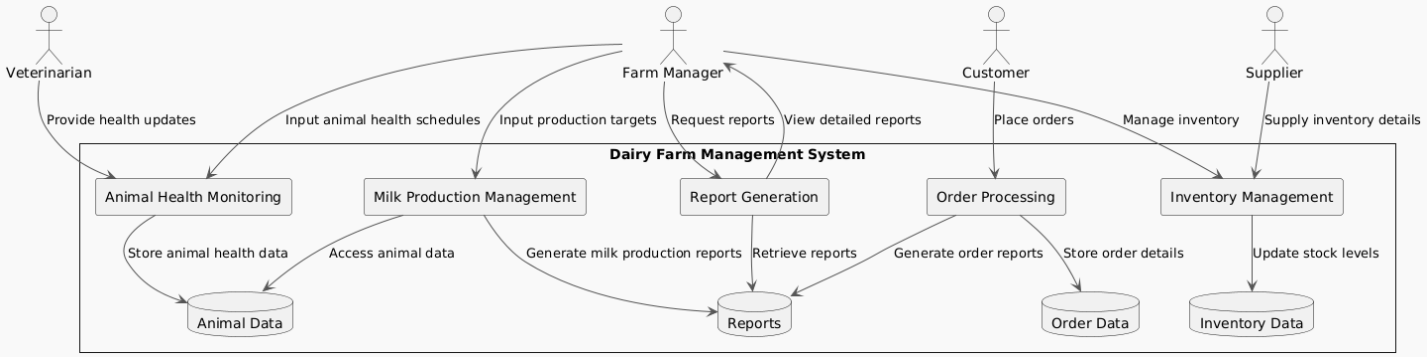 Veterinarian
Farm Manager
Customer
Supplier
Provide health updates
Input animal health schedules
Input production targets
Request reports
View detailed reports
Place orders
Manage inventory
Supply inventory details
Dairy Farm Management System
Animal Health Monitoring
Milk Production Management
Report Generation
Order Processing
Inventory Management
Store animal health data
Access animal data
Generate milk production reports
Retrieve reports
Generate order reports
Store order details
Update stock levels
Animal Data
Reports
Order Data
Inventory Data